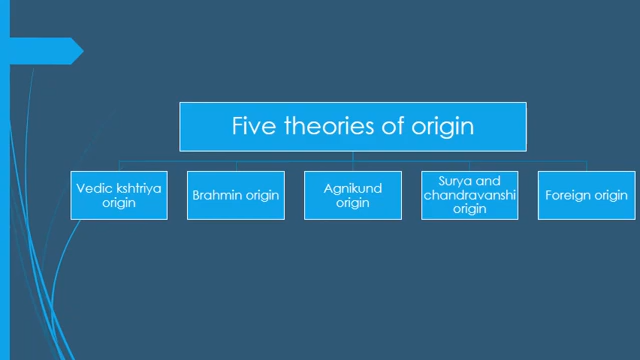 Five theories of origin
Vedic kshtriya
origin
Brahmin origin
Agnikund
origin
Surya and
chandravanshi
origin
Foreign origin